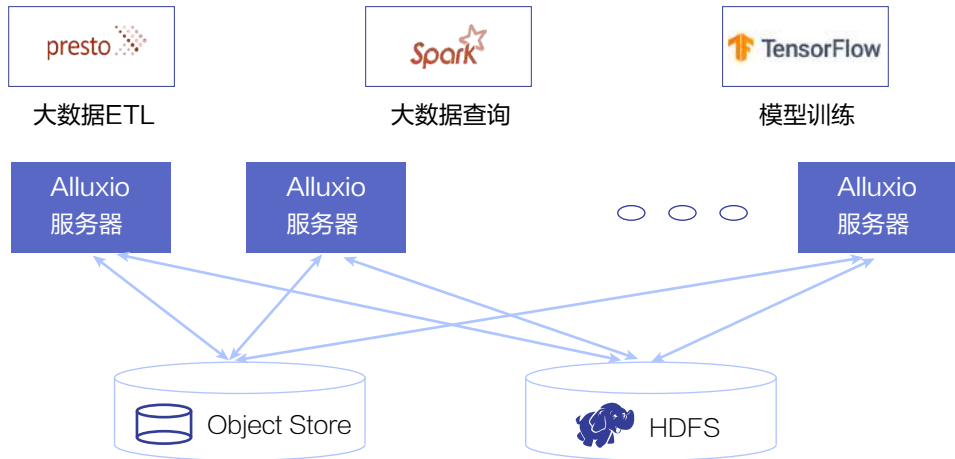 presto
Spark
TensorFlow
大数据ETL
大数据查询
模型训练
Alluxio
服务器
Alluxio
服务器
Alluxio
服务器
Object Store
HDFS